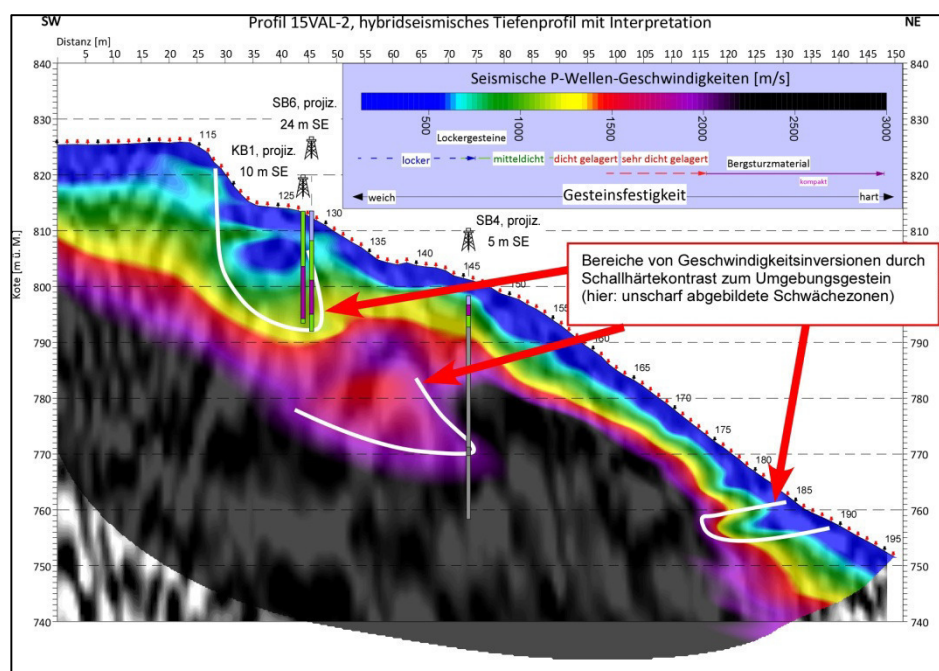 Profil 15VAL-2, hybridseismisches Tiefenprofil mit Interpretation
SW
NE
Distanz [m]
5 10 15 20 25 30 35 40 45 50 55 60 65 70 75 80 85 90 95 100 105 110 115 120 125 130 135 140 145 150
Kote [m ü. M.]
840
830
820
810
800
790
780
770
760
750
740
840
830
820
810
800
790
780
770
760
750
740
Seismische P-Wellen-Geschwindigkeiten [m/s]
500
1000
1500
2000
2500
3000
Lockergesteine
locker
mitteldicht
dicht gelagert
sehr dicht gelagert
Bergsturzmaterial
kompakt
weich
Gesteinsfestigkeit
hart
SB6, projiz.
24 m SE
KB1, projiz.
10 m SE
SB4, projiz.
5 m SE
115
125
130
135
140
145
150
155
160
165
170
175
180
185
190
195
Bereiche von Geschwindigkeitsinversionen durch
Schallhärtekontrast zum Umgebungsgestein
(hier: unscharf abgebildete Schwächezonen)